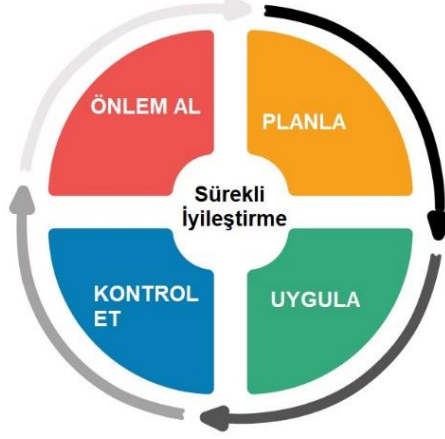 ÖNLEM AL
PLANLA
Sürekli
İyileştirme
KONTROL
ET
UYGULA